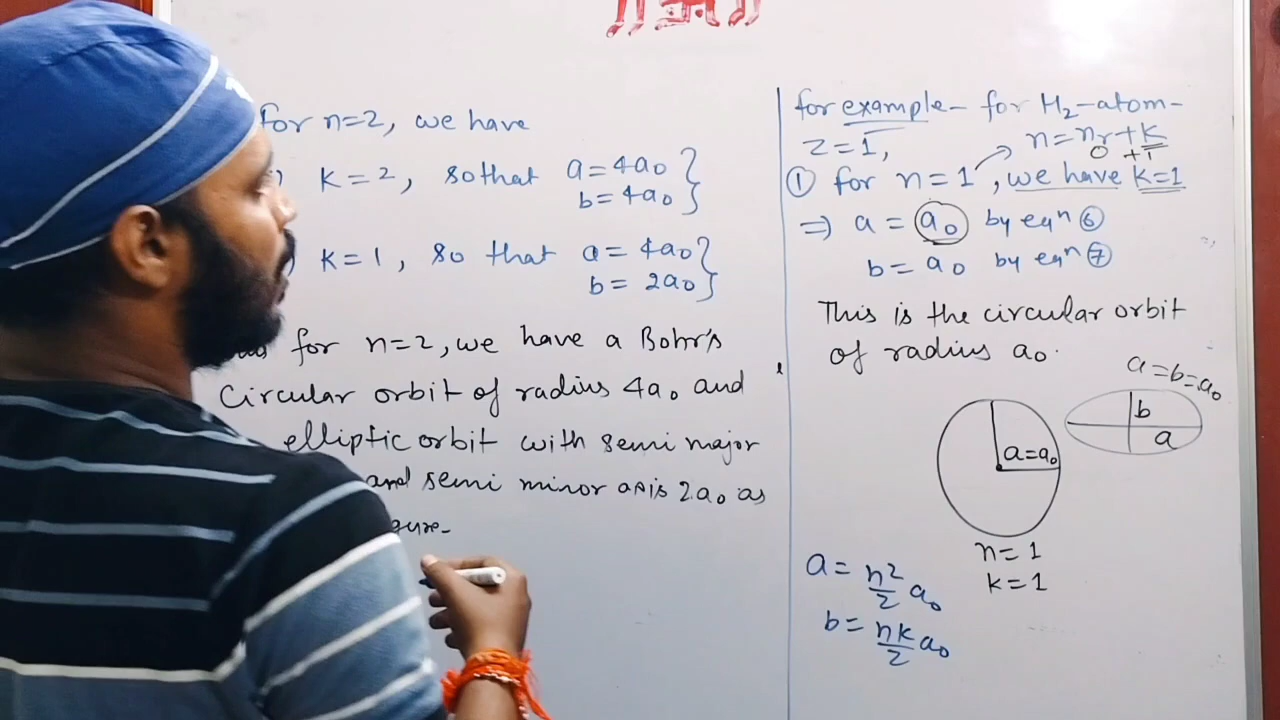 for n=2, we have
) k=2, so that a=4a₀ }
b=4a₀ }
) k=1, so that a=4a₀ }
b=2a₀ }
for n=2, we have a Bohr's
Circular orbit of radius 4a₀ and
elliptic orbit with semi major
and semi minor axis 2a₀ as
gure-
for example- for H₂-atom-
z=1, n=nᵣ+k
0 +1
① for n=1, we have k=1
⇒ a = a₀ by eqⁿ ⑥
b = a₀ by eqⁿ ⑦
This is the circular orbit
of radius a₀.
a=b=a₀
b
a
a=a₀
n=1
k=1
a = n²/z a₀
b = nk/z a₀